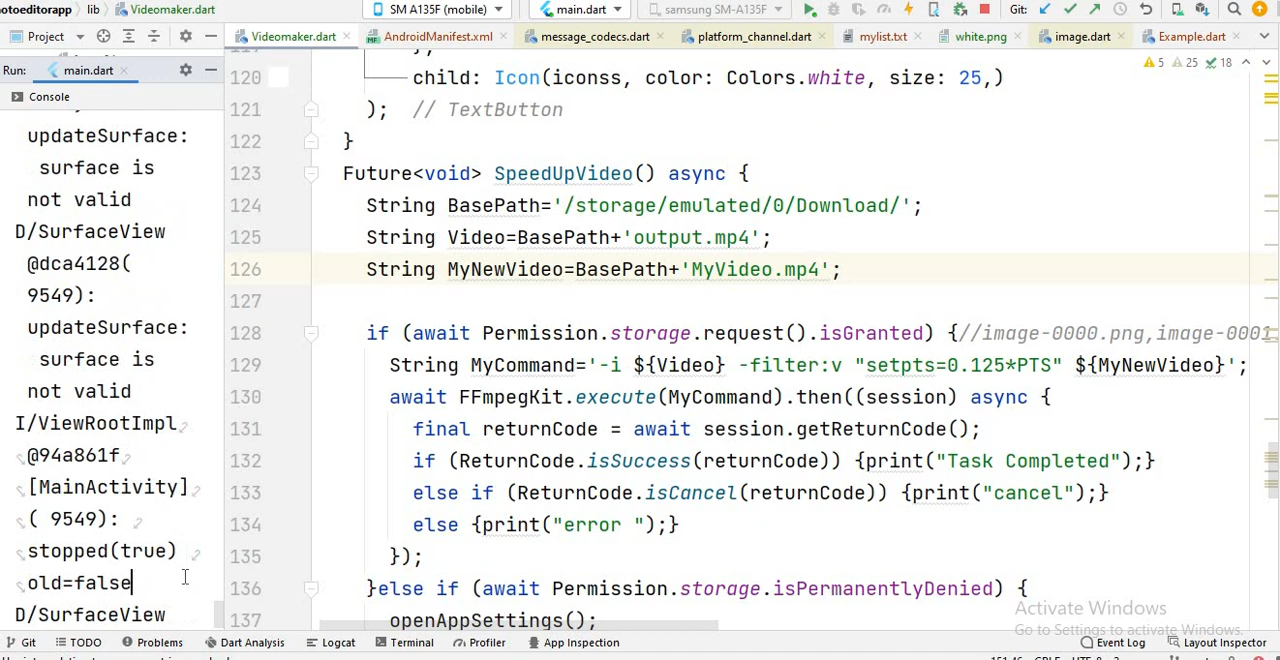 otoeditorapp > lib > Videomaker.dart SM A135F (mobile) main.dart samsung SM-A135F Git:
Project Videomaker.dart AndroidManifest.xml message_codecs.dart platform_channel.dart mylist.txt white.png image.dart Example.dart
Run: main.dart
Console
updateSurface:
surface is
not valid
D/SurfaceView
@dca4128(
9549):
updateSurface:
surface is
not valid
I/ViewRootImpl
@94a861f
[MainActivity]
( 9549):
stopped(true)
old=false
D/SurfaceView
5 25 18
120 child: Icon(iconss, color: Colors.white, size: 25,)
121 ); // TextButton
122 }
123 Future<void> SpeedUpVideo() async {
124 String BasePath='/storage/emulated/0/Download/';
125 String Video=BasePath+'output.mp4';
126 String MyNewVideo=BasePath+'MyVideo.mp4';
127
128 if (await Permission.storage.request().isGranted) {//image-0000.png,image-0001
129 String MyCommand='-i ${Video} -filter:v "setpts=0.125*PTS" ${MyNewVideo}';
130 await FFmpegKit.execute(MyCommand).then((session) async {
131 final returnCode = await session.getReturnCode();
132 if (ReturnCode.isSuccess(returnCode)) {print("Task Completed");}
133 else if (ReturnCode.isCancel(returnCode)) {print("cancel");}
134 else {print("error ");}
135 });
136 }else if (await Permission.storage.isPermanentlyDenied) {
137 openAppSettings();
Activate Windows
Go to Settings to activate Windows.
Git TODO Problems Dart Analysis Logcat Terminal Profiler App Inspection Event Log Layout Inspector